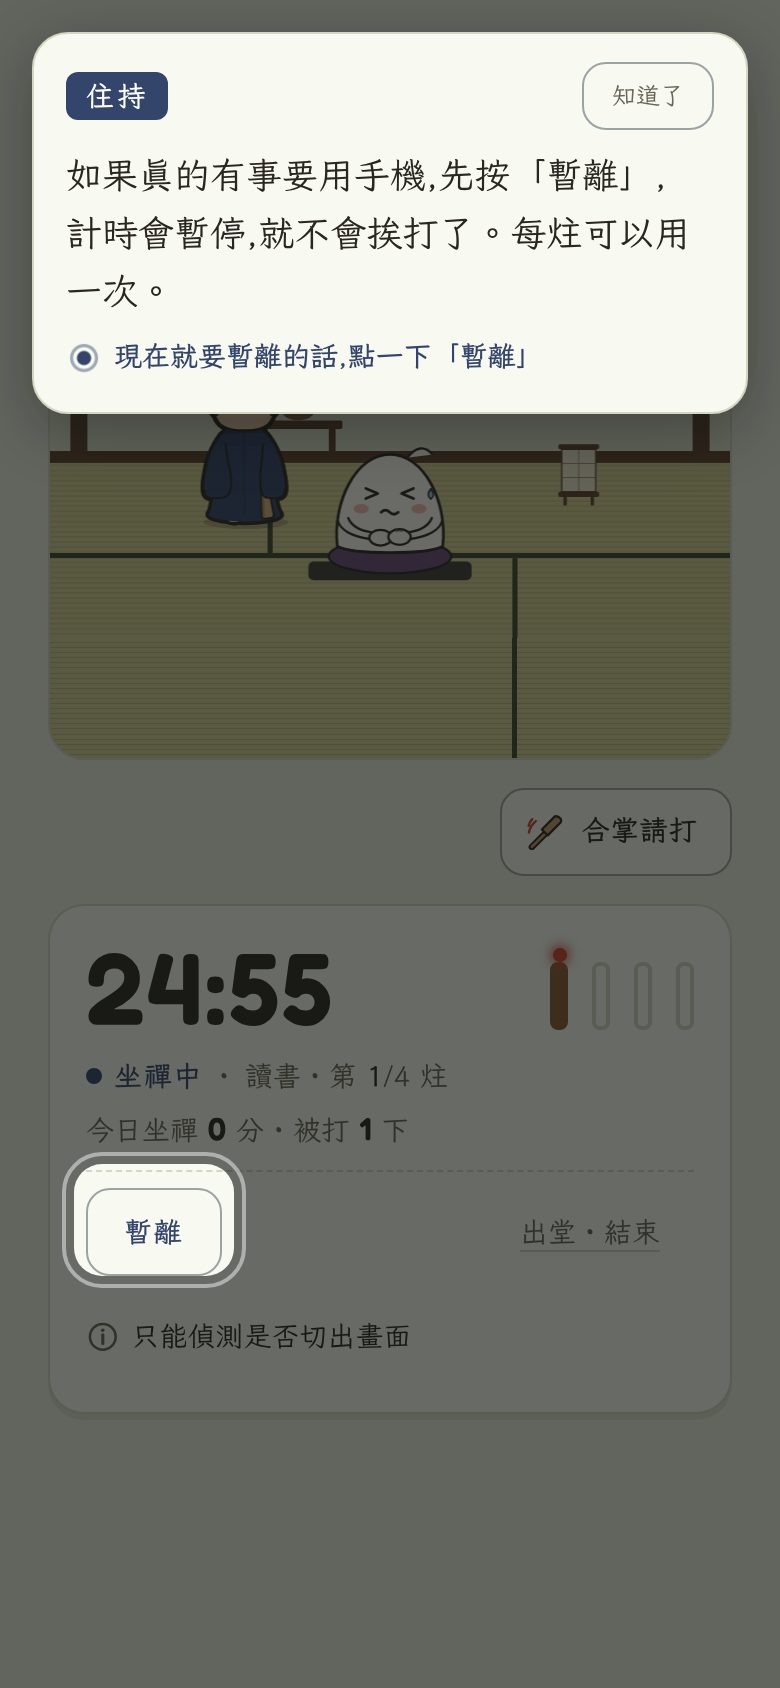 住持
知道了
如果真的有事要用手機,先按「暫離」,
計時會暫停,就不會挨打了。每炷可以用
一次。
現在就要暫離的話,點一下「暫離」
合掌請打
24:55
坐禪中 · 讀書·第 1/4 炷
今日坐禪 0 分·被打 1 下
暫離
出堂·結束
只能偵測是否切出畫面